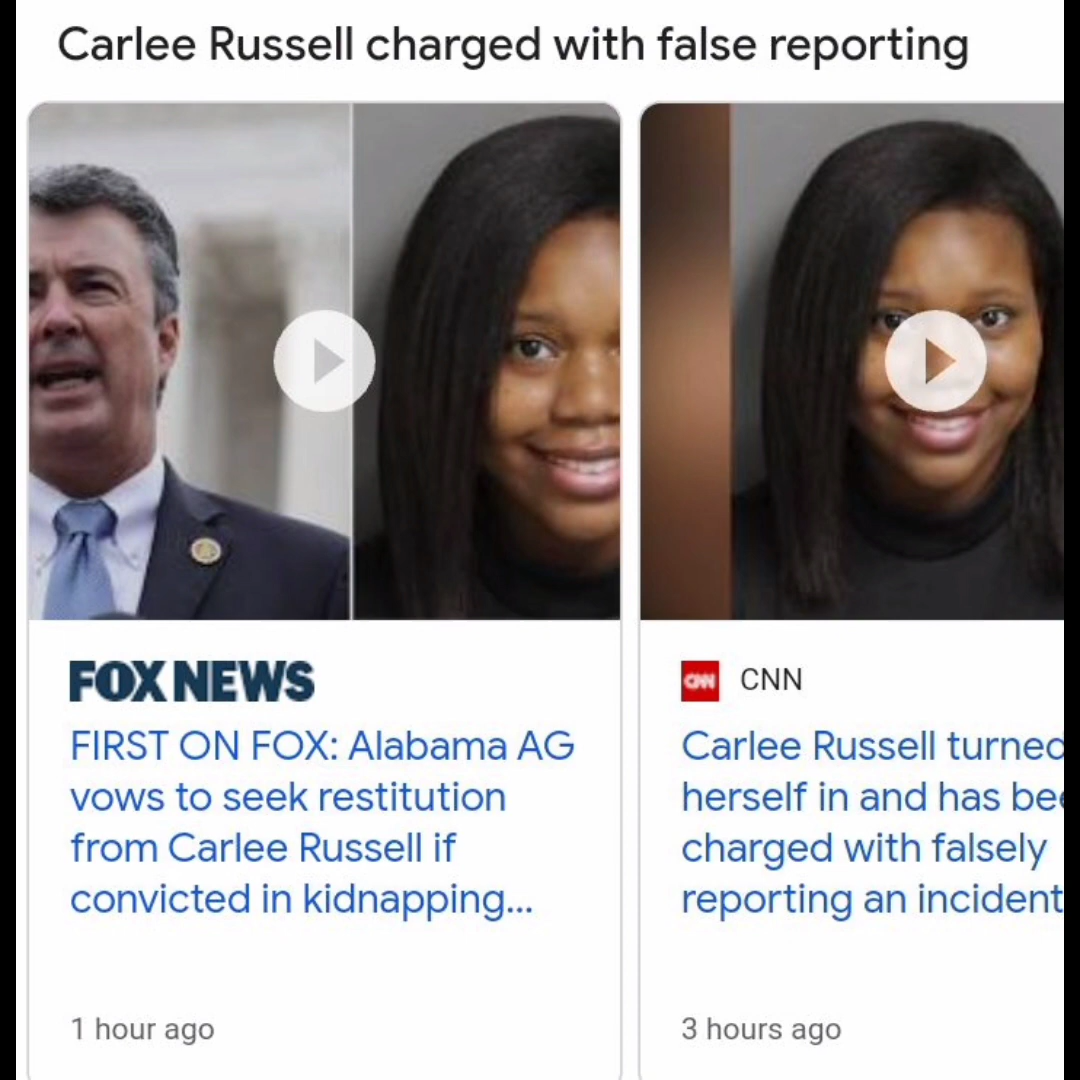 Carlee Russell charged with false reporting
FOX NEWS
FIRST ON FOX: Alabama AG
vows to seek restitution
from Carlee Russell if
convicted in kidnapping...
1 hour ago
CNN CNN
Carlee Russell turned
herself in and has
charged with falsely
reporting an incident
3 hours ago